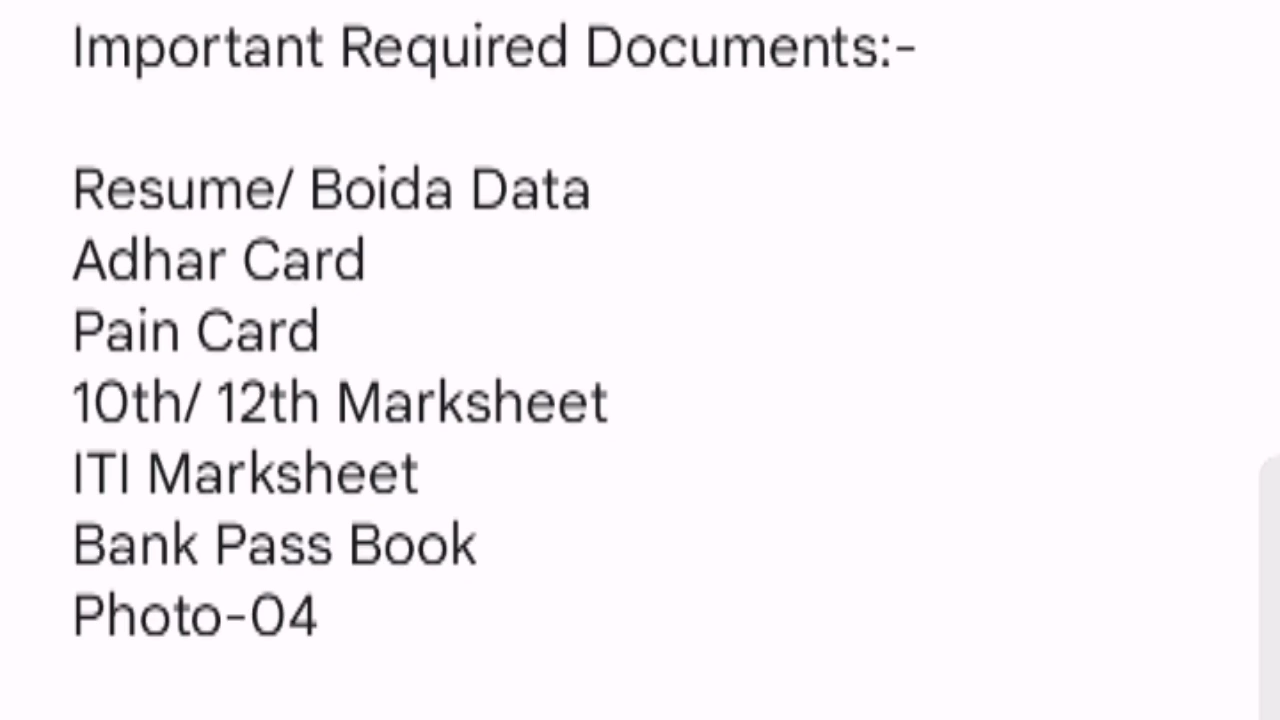 Important Required Documents:-
Resume/ Boida Data
Adhar Card
Pain Card
10th/ 12th Marksheet
ITI Marksheet
Bank Pass Book
Photo-04